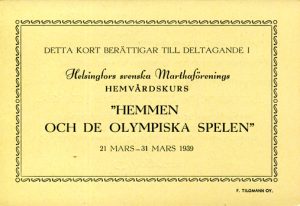 DETTA KORT BERÄTTIGAR TILL DELTAGANDE I
Helsingfors svenska Marthaförenings
HEMVÅRDSKURS
"HEMMEN
OCH DE OLYMPISKA SPELEN"
21 MARS—31 MARS 1939
F. TILGMANN OY.